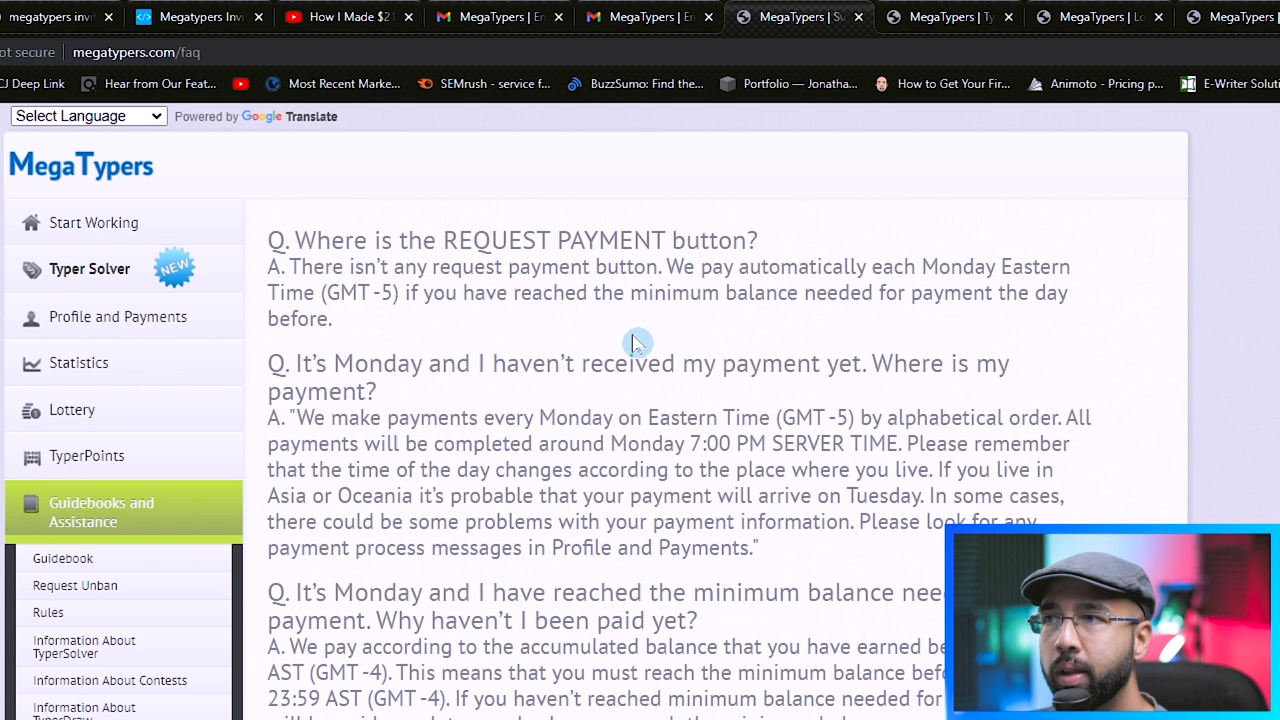 megatypers invit
Megatypers Inv
How I Made $21
MegaTypers | En
MegaTypers | En
MegaTypers | Su
MegaTypers | Ty
MegaTypers | Lo
MegaTypers
ot secure | megatypers.com/faq
CJ Deep Link
Hear from Our Feat...
Most Recent Marke...
SEMrush - service f...
BuzzSumo: Find the...
Portfolio — Jonatha...
How to Get Your Fir...
Animoto - Pricing p...
E-Writer Soluti
Select Language
Powered by Google Translate
MegaTypers
Start Working
Typer Solver
NEW
Profile and Payments
Statistics
Lottery
TyperPoints
Guidebooks and
Assistance
Guidebook
Request Unban
Rules
Information About
TyperSolver
Information About Contests
Information About
TyperDraw
Q. Where is the REQUEST PAYMENT button?
A. There isn't any request payment button. We pay automatically each Monday Eastern
Time (GMT -5) if you have reached the minimum balance needed for payment the day
before.
Q. It's Monday and I haven't received my payment yet. Where is my
payment?
A. "We make payments every Monday on Eastern Time (GMT -5) by alphabetical order. All
payments will be completed around Monday 7:00 PM SERVER TIME. Please remember
that the time of the day changes according to the place where you live. If you live in
Asia or Oceania it's probable that your payment will arrive on Tuesday. In some cases,
there could be some problems with your payment information. Please look for any
payment process messages in Profile and Payments."
Q. It's Monday and I have reached the minimum balance nee
payment. Why haven't I been paid yet?
A. We pay according to the accumulated balance that you have earned be
AST (GMT -4). This means that you must reach the minimum balance befo
23:59 AST (GMT -4). If you haven't reached minimum balance needed for